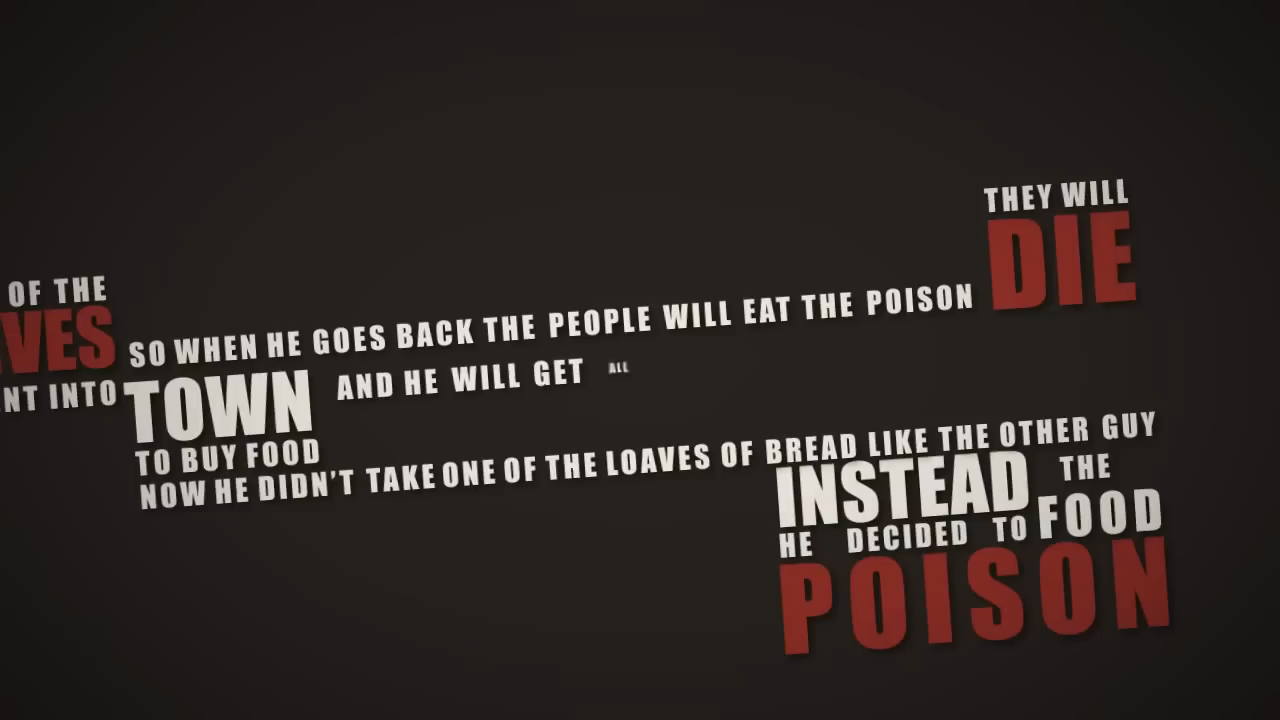 OF THE
VES
NT INTO
TOWN
TO BUY FOOD
NOW HE DIDN'T TAKE ONE OF THE LOAVES OF BREAD LIKE THE OTHER GUY
INSTEAD
HE DECIDED TO
THE
FOOD
POISON
SO WHEN HE GOES BACK THE PEOPLE WILL EAT THE POISON
THEY WILL
DIE
AND HE WILL GET ALL